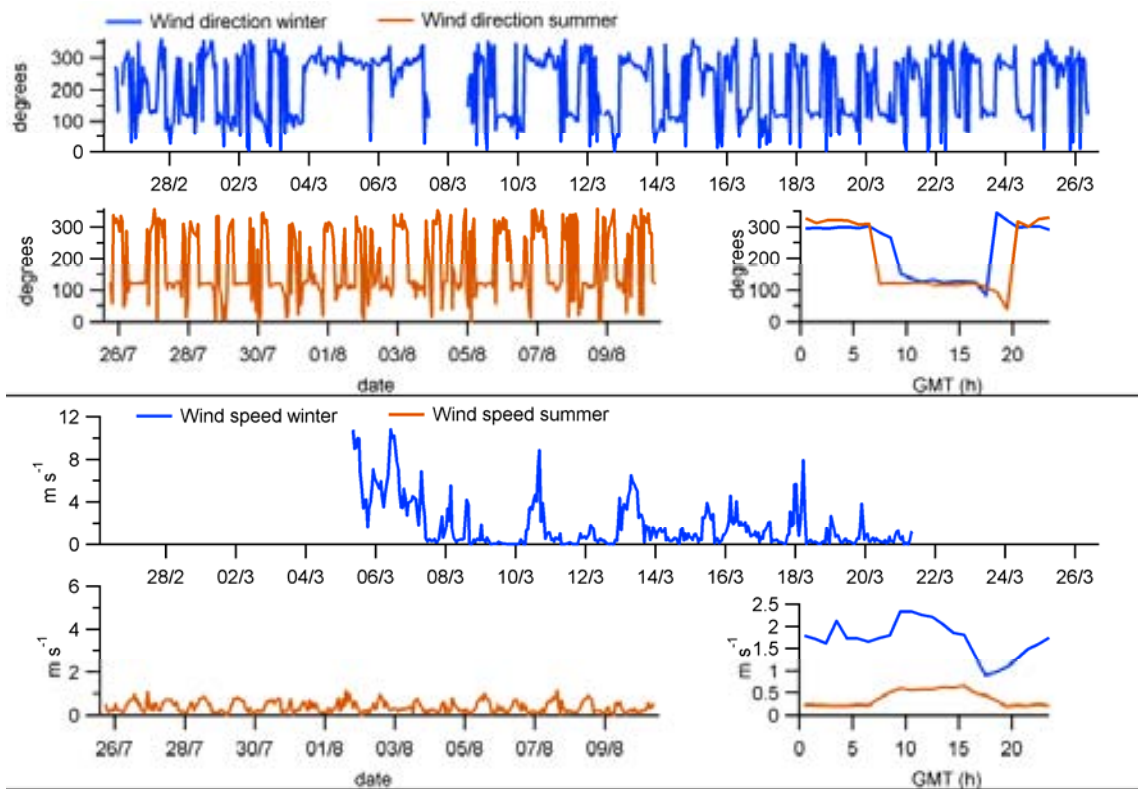 Wind direction winter Wind direction summer
degrees
300
200
100
0
28/2 02/3 04/3 06/3 08/3 10/3 12/3 14/3 16/3 18/3 20/3 22/3 24/3 26/3
degrees
300
200
100
0
26/7 28/7 30/7 01/8 03/8 05/8 07/8 09/8
date
degrees
300
200
100
0
0 5 10 15 20
GMT (h)
Wind speed winter Wind speed summer
m s⁻¹
12
8
4
0
28/2 02/3 04/3 06/3 08/3 10/3 12/3 14/3 16/3 18/3 20/3 22/3 24/3 26/3
m s⁻¹
6
4
2
0
26/7 28/7 30/7 01/8 03/8 05/8 07/8 09/8
date
m s⁻¹
2.5
2
1.5
1
0.5
0
0 5 10 15 20
GMT (h)